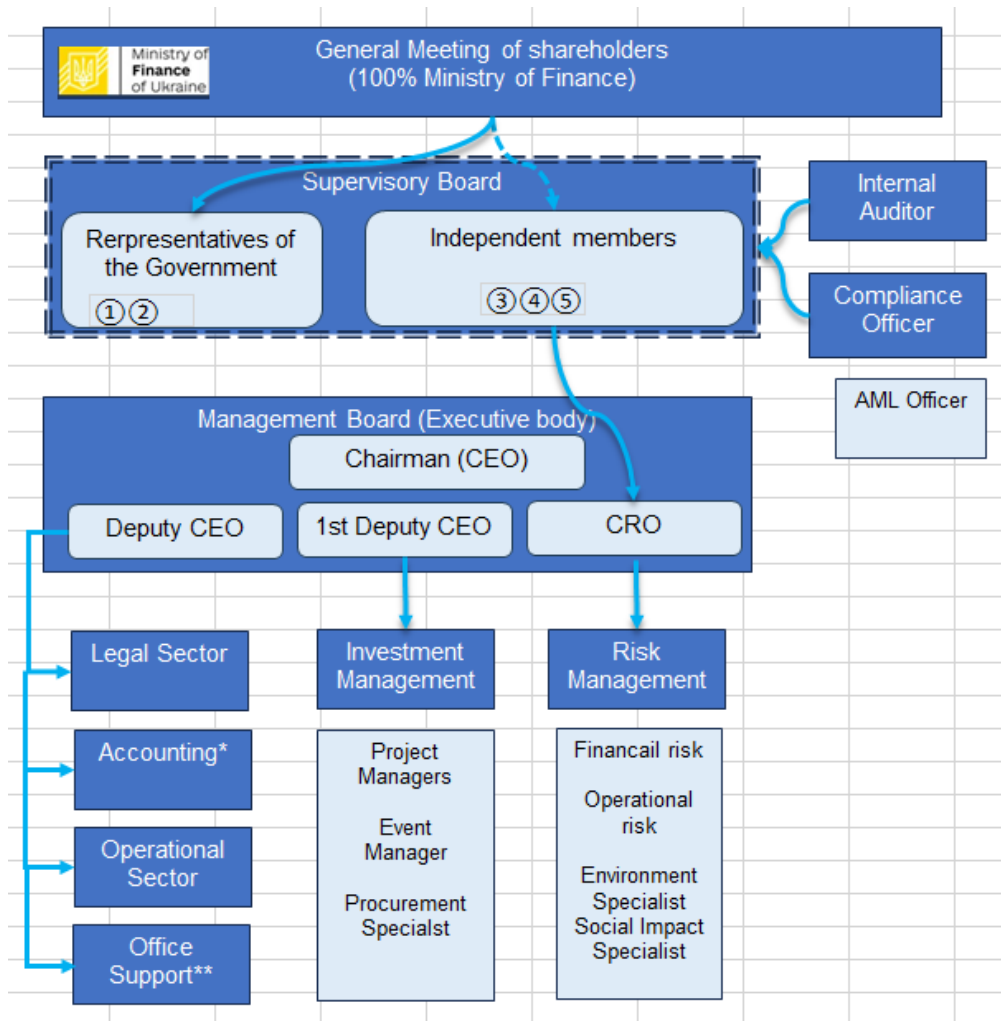 Ministry of
Finance
of Ukraine
General Meeting of shareholders
(100% Ministry of Finance)
Supervisory Board
Rerpresentatives of
the Government
①②
Independent members
③④⑤
Internal
Auditor
Compliance
Officer
AML Officer
Management Board (Executive body)
Chairman (CEO)
Deputy CEO
1st Deputy CEO
CRO
Legal Sector
Accounting*
Operational
Sector
Office
Support**
Investment
Management
Project
Managers
Event
Manager
Procurement
Specialst
Risk
Management
Financail risk
Operational
risk
Environment
Specialist
Social Impact
Specialist